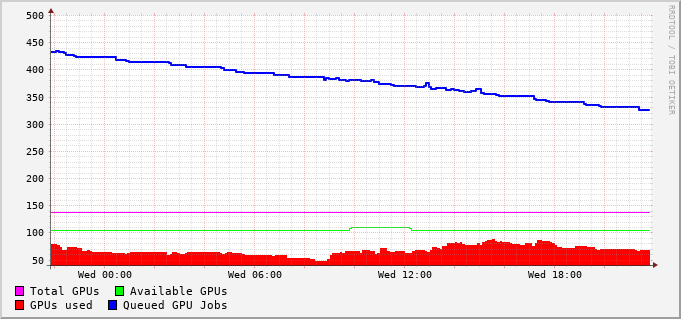 500
450
400
350
300
250
200
150
100
50
Wed 00:00 Wed 06:00 Wed 12:00 Wed 18:00
Total GPUs Available GPUs
GPUs used Queued GPU Jobs
RRDTOOL / TOBI OETIKER